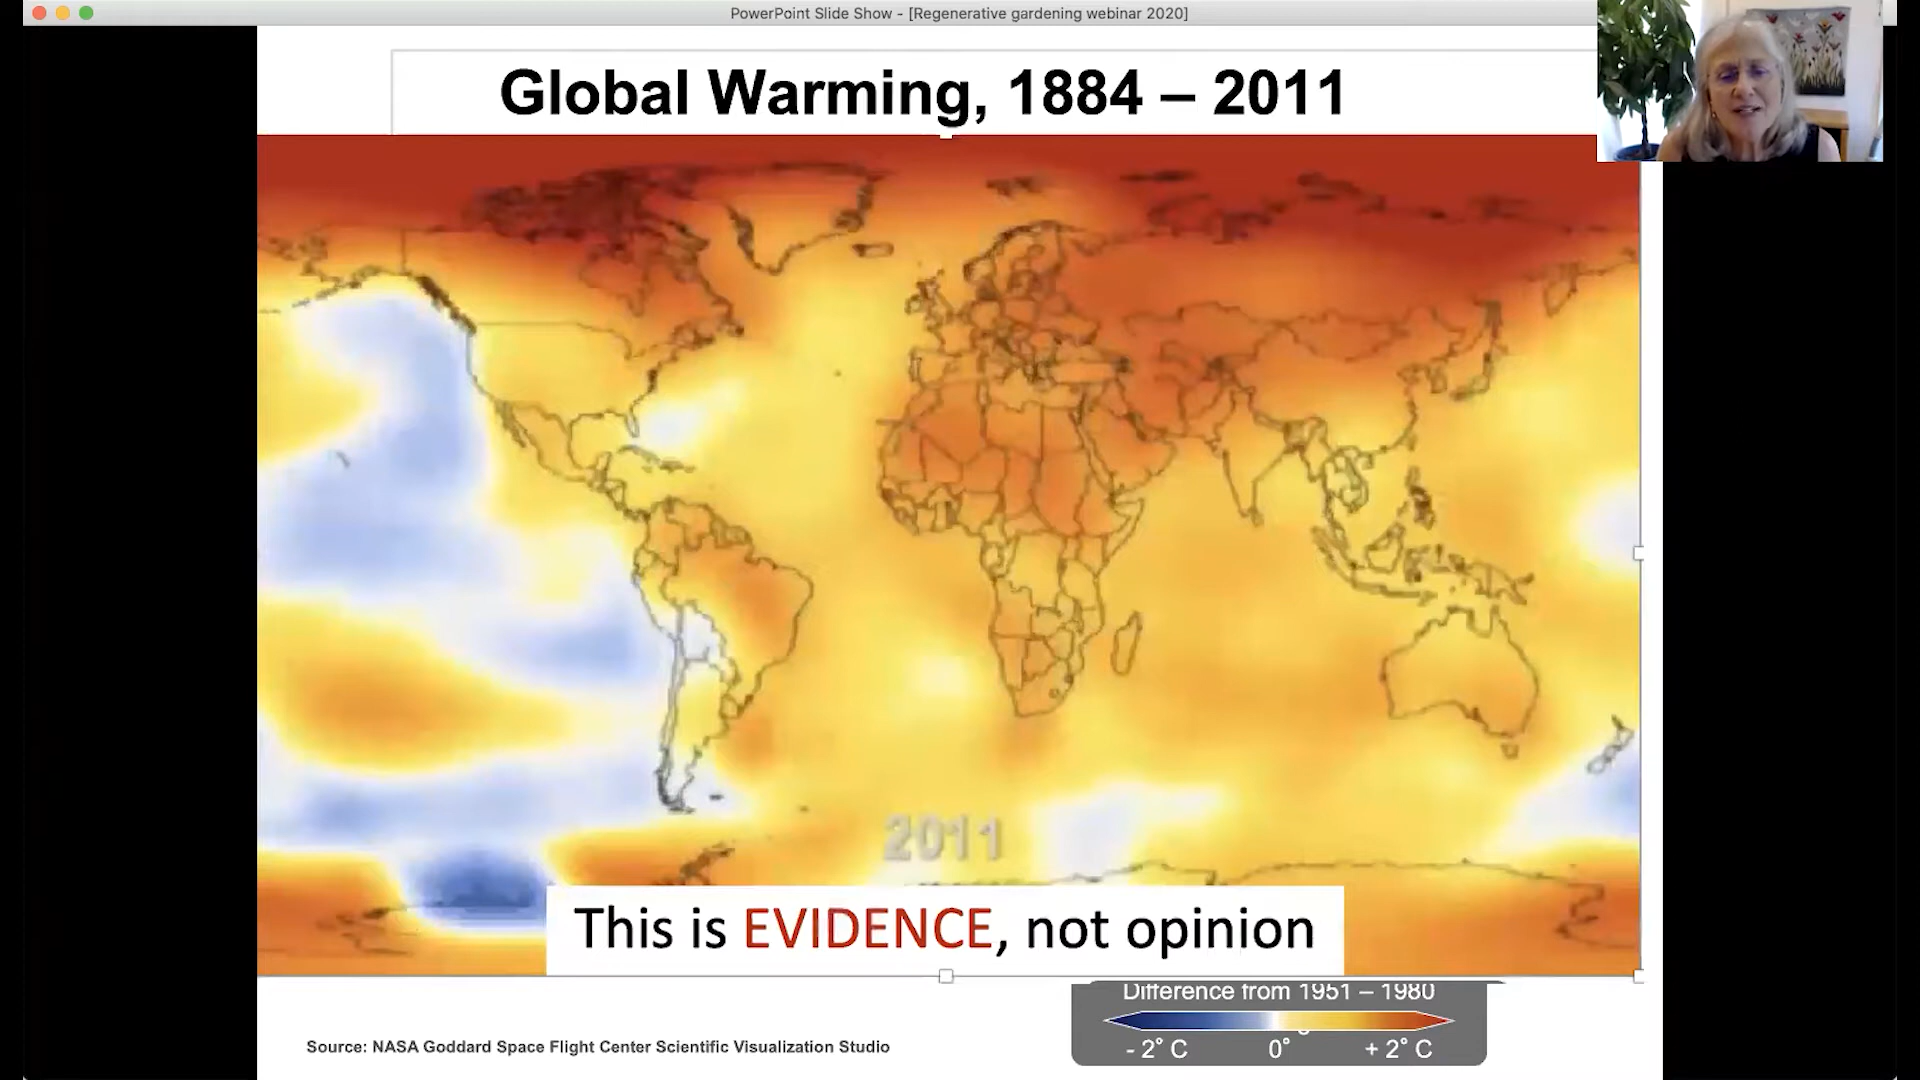 PowerPoint Slide Show - [Regenerative gardening webinar 2020]
Global Warming, 1884 – 2011
2011
This is EVIDENCE, not opinion
Difference from 1951 – 1980
- 2° C 0° + 2° C
Source: NASA Goddard Space Flight Center Scientific Visualization Studio